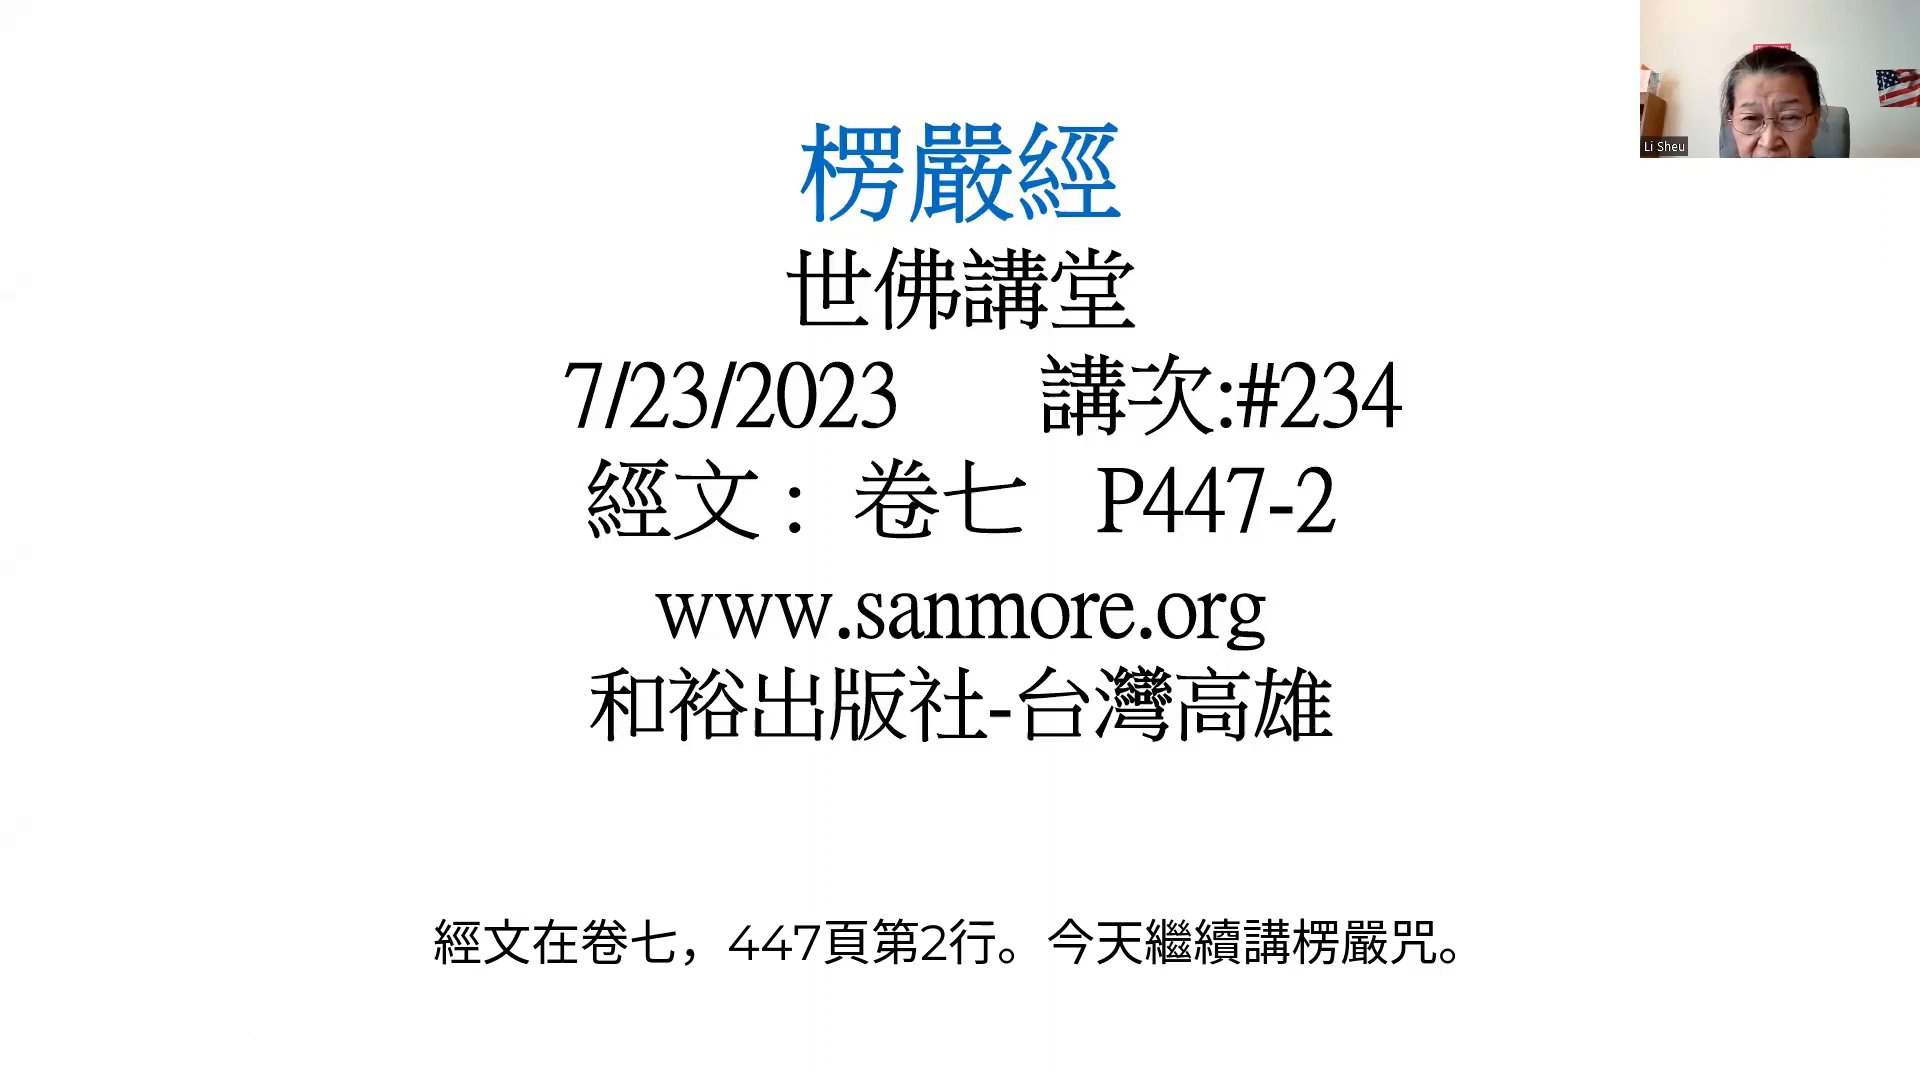 楞嚴經
世佛講堂
7/23/2023 講次:#234
經文 : 卷七 P447-2
www.sanmore.org
和裕出版社-台灣高雄
經文在卷七，447頁第2行。今天繼續講楞嚴咒。
Li Sheu